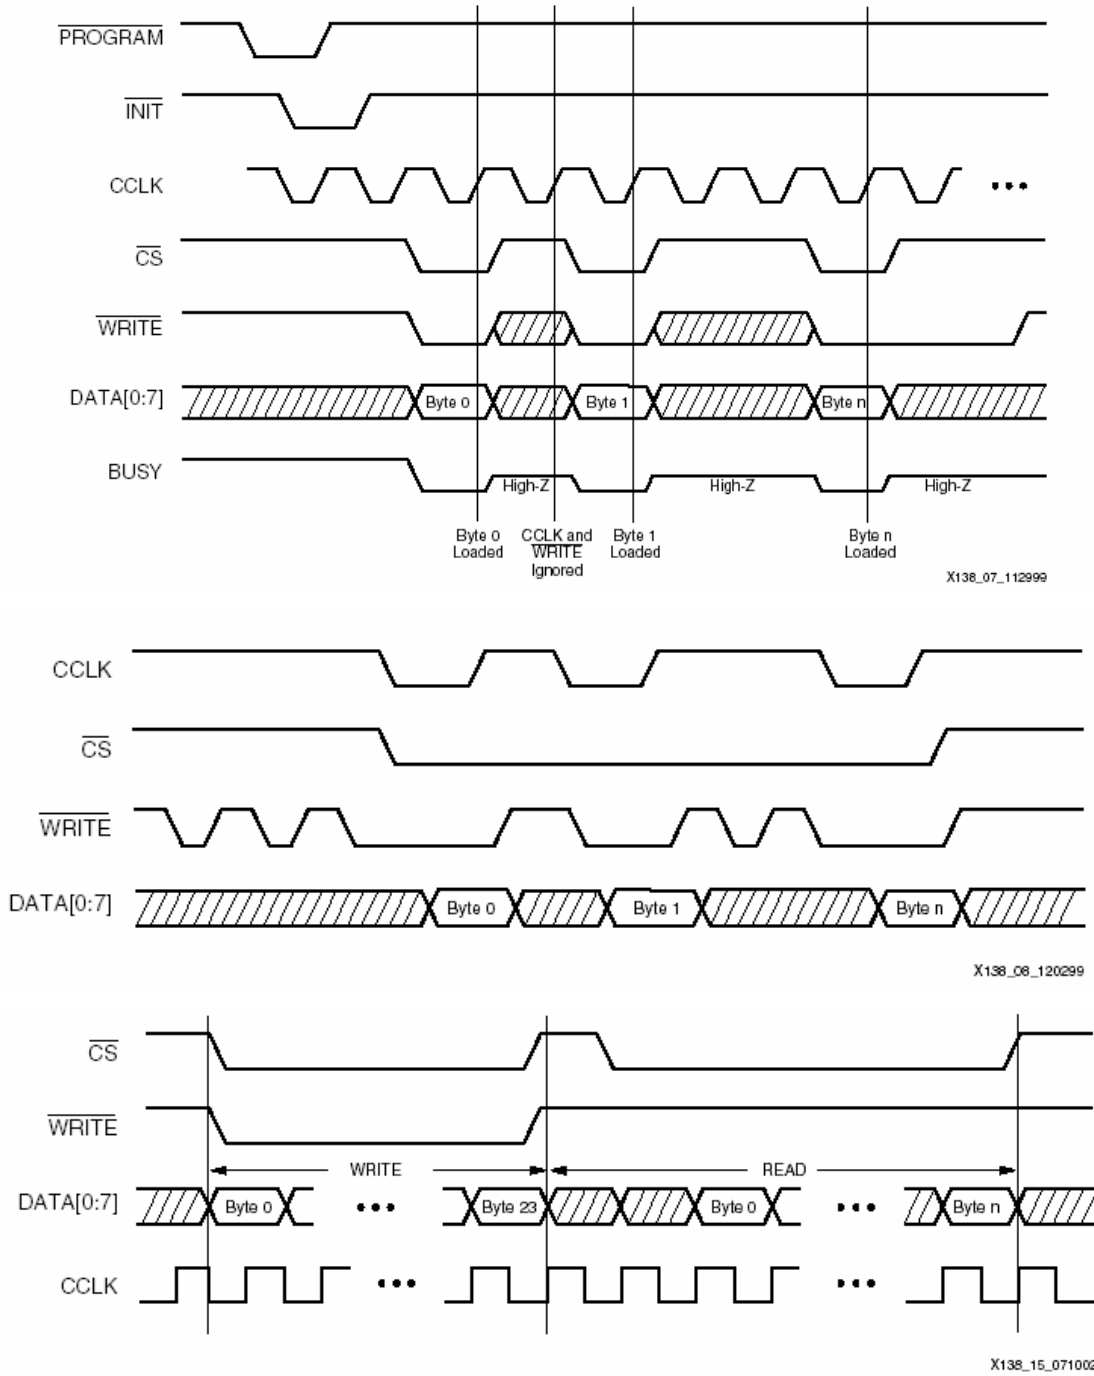 PROGRAM
INIT
CCLK
•••
CS
WRITE
DATA[0:7] Byte 0 Byte 1 Byte n
BUSY High-Z High-Z High-Z
Byte 0 CCLK and Byte 1 Byte n
Loaded WRITE Loaded Loaded
Ignored
X138_07_112999
CCLK
CS
WRITE
DATA[0:7] Byte 0 Byte 1 Byte n
X138_08_120299
CS
WRITE
WRITE READ
DATA[0:7] Byte 0 ••• Byte 23 Byte 0 ••• Byte n
CCLK ••• •••
X138_15_071002